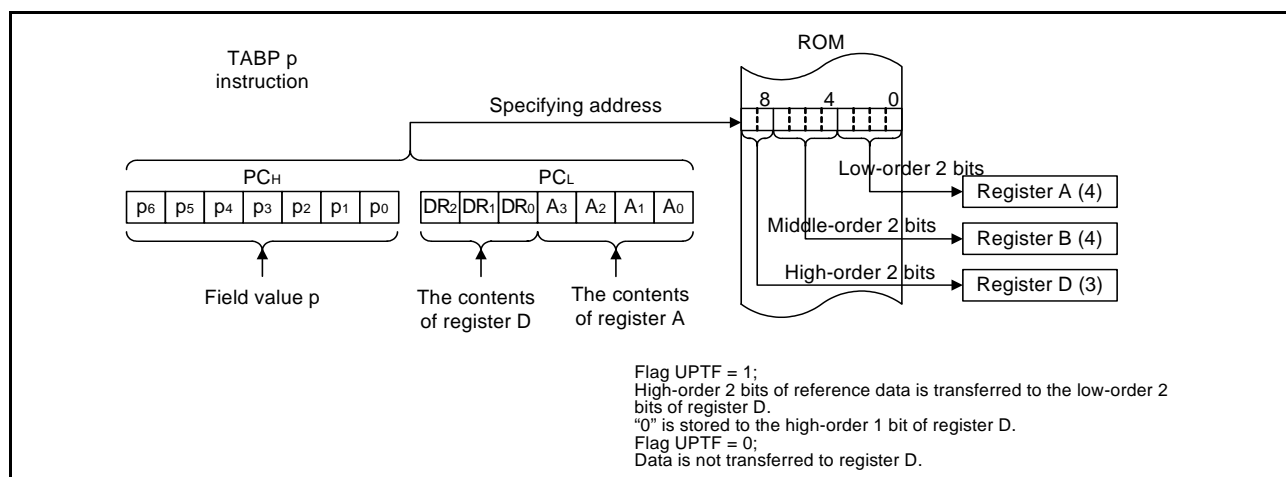 TABP p
instruction
ROM
8 4 0
Specifying address
PCH PCL
p6 p5 p4 p3 p2 p1 p0 DR2 DR1 DR0 A3 A2 A1 A0
Low-order 2 bits
Register A (4)
Middle-order 2 bits
Register B (4)
High-order 2 bits
Register D (3)
Field value p
The contents
of register D
The contents
of register A
Flag UPTF = 1;
High-order 2 bits of reference data is transferred to the low-order 2
bits of register D.
“0” is stored to the high-order 1 bit of register D.
Flag UPTF = 0;
Data is not transferred to register D.